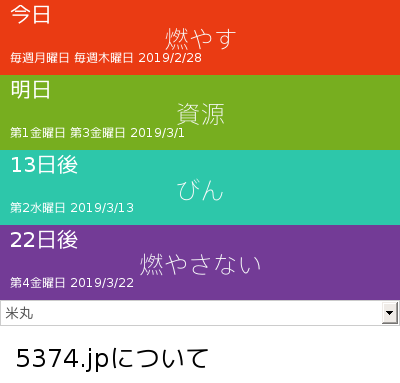 今日
燃やす
毎週月曜日 毎週木曜日 2019/2/28
明日
資源
第1金曜日 第3金曜日 2019/3/1
13日後
びん
第2水曜日 2019/3/13
22日後
燃やさない
第4金曜日 2019/3/22
米丸
5374.jpについて